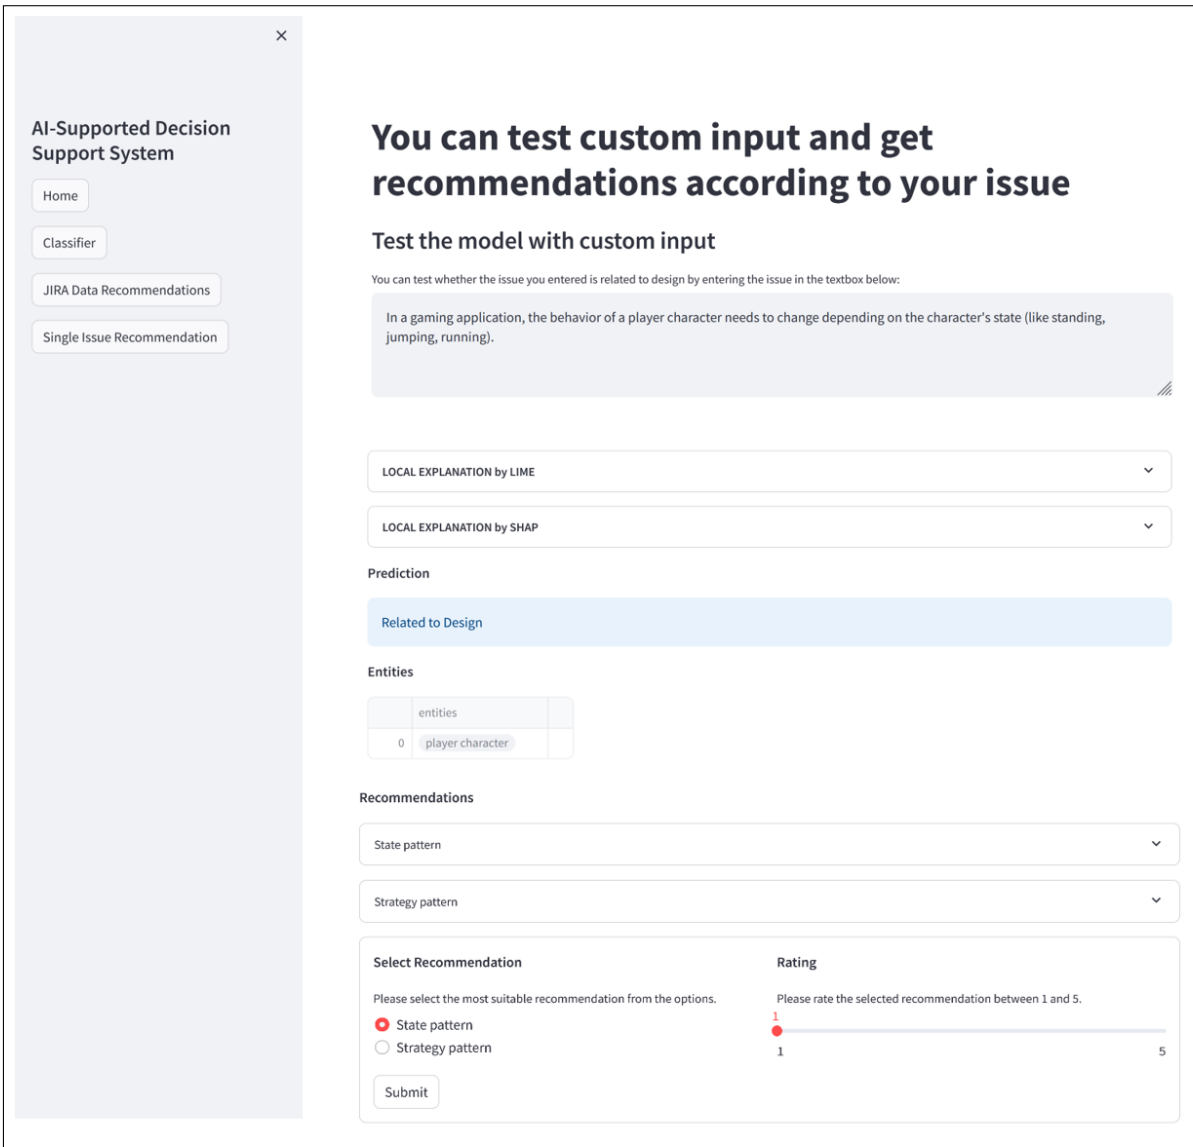 AI-Supported Decision
Support System
Home
Classifier
JIRA Data Recommendations
Single Issue Recommendation
You can test custom input and get
recommendations according to your issue
Test the model with custom input
You can test whether the issue you entered is related to design by entering the issue in the textbox below:
In a gaming application, the behavior of a player character needs to change depending on the character's state (like standing,
jumping, running).
LOCAL EXPLANATION by LIME
LOCAL EXPLANATION by SHAP
Prediction
Related to Design
Entities
entities
0 player character
Recommendations
State pattern
Strategy pattern
Select Recommendation
Please select the most suitable recommendation from the options.
State pattern
Strategy pattern
Submit
Rating
Please rate the selected recommendation between 1 and 5.
1
1 5